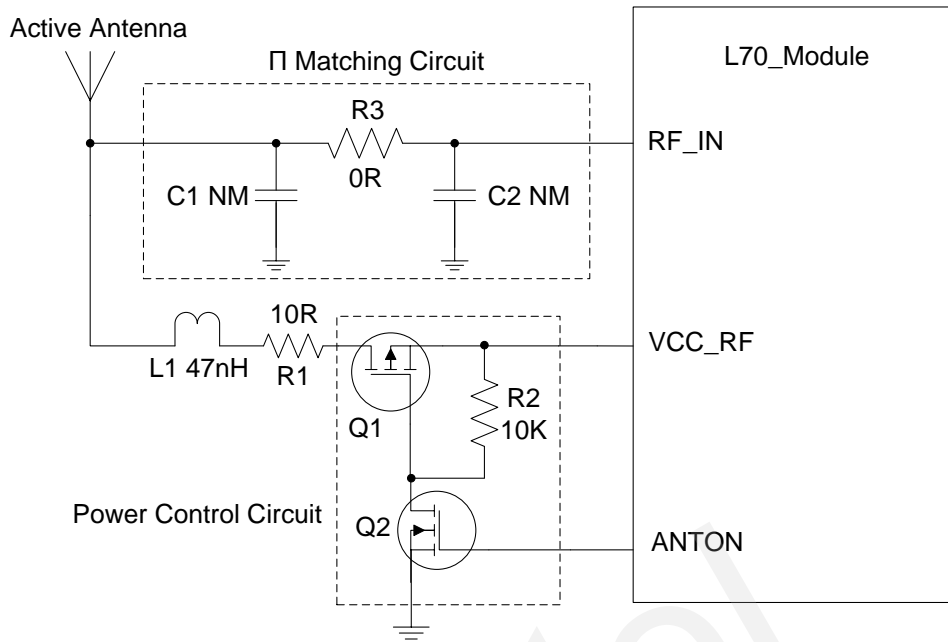 Active Antenna
Π Matching Circuit
L70_Module
R3
RF_IN
0R
C1 NM
C2 NM
10R
VCC_RF
L1 47nH
R1
R2
10K
Q1
Power Control Circuit
Q2
ANTON